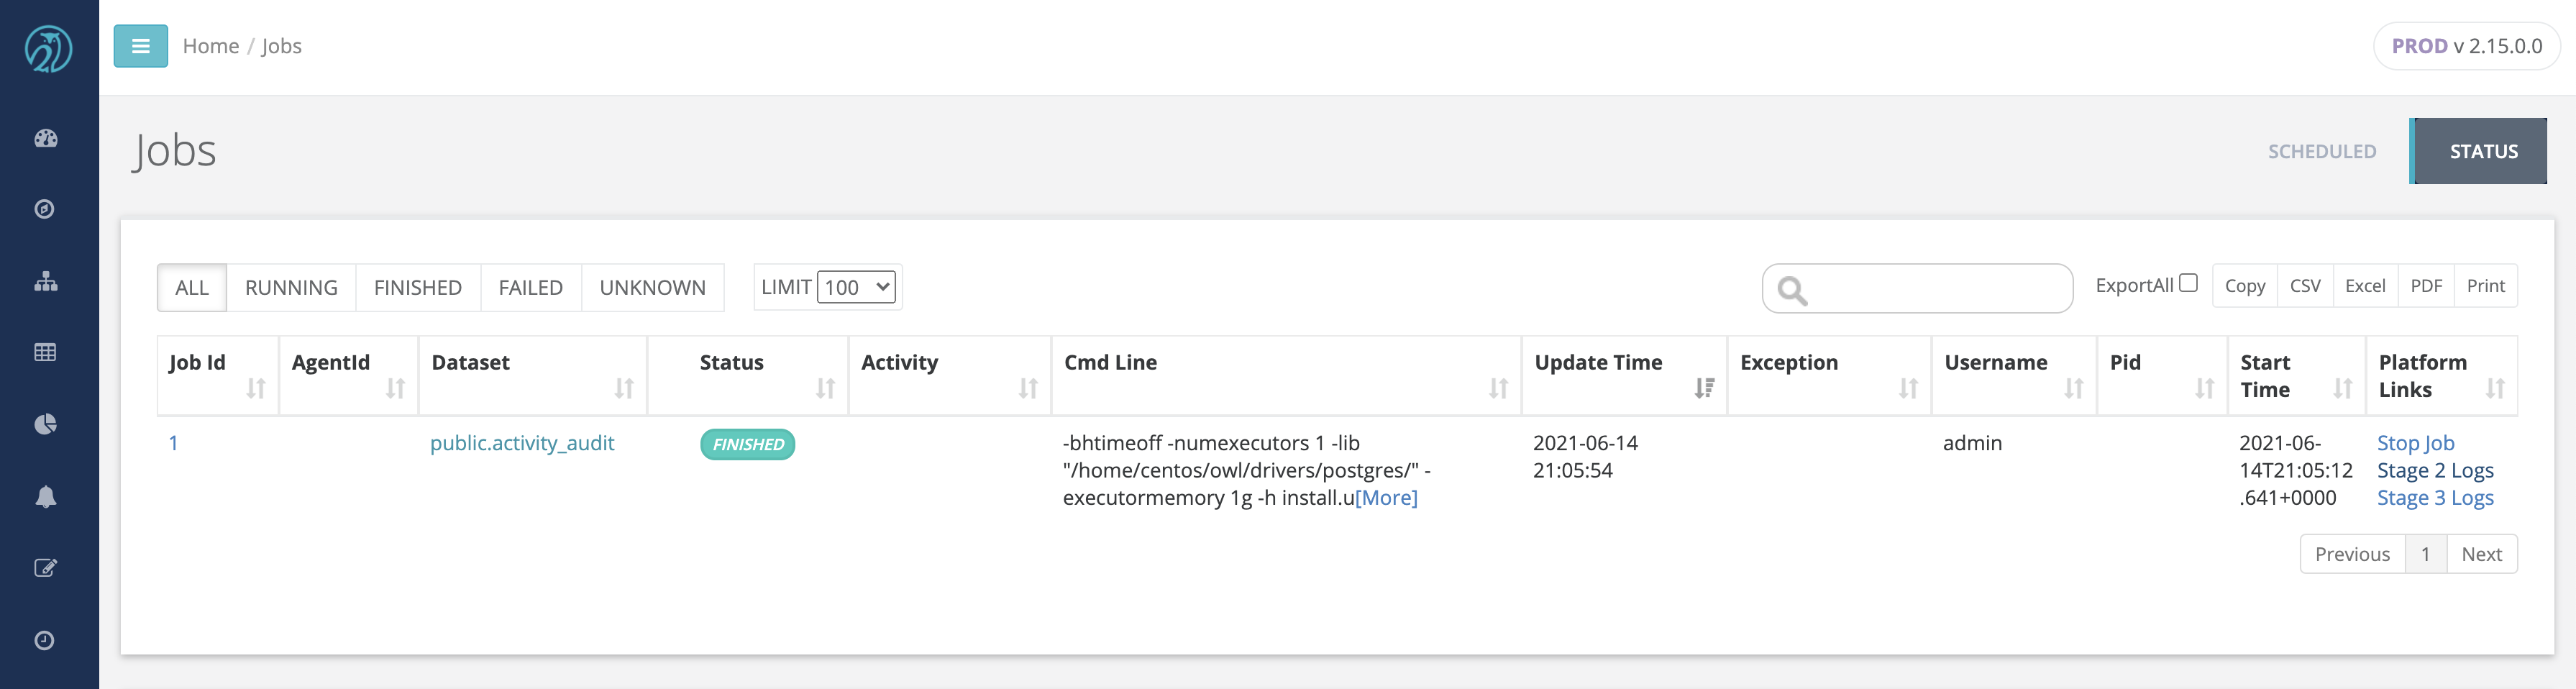 Home / Jobs
PROD v 2.15.0.0
Jobs
SCHEDULED
STATUS
ALL RUNNING FINISHED FAILED UNKNOWN
LIMIT 100
ExportAll
Copy CSV Excel PDF Print
Job Id AgentId Dataset Status Activity Cmd Line Update Time Exception Username Pid Start Time Platform Links
1
public.activity_audit
FINISHED
-bhtimeoff -numexecutors 1 -lib
"/home/centos/owl/drivers/postgres/" -
executormemory 1g -h install.u[More]
2021-06-14
21:05:54
admin
2021-06-
14T21:05:12
.641+0000
Stop Job
Stage 2 Logs
Stage 3 Logs
Previous 1 Next